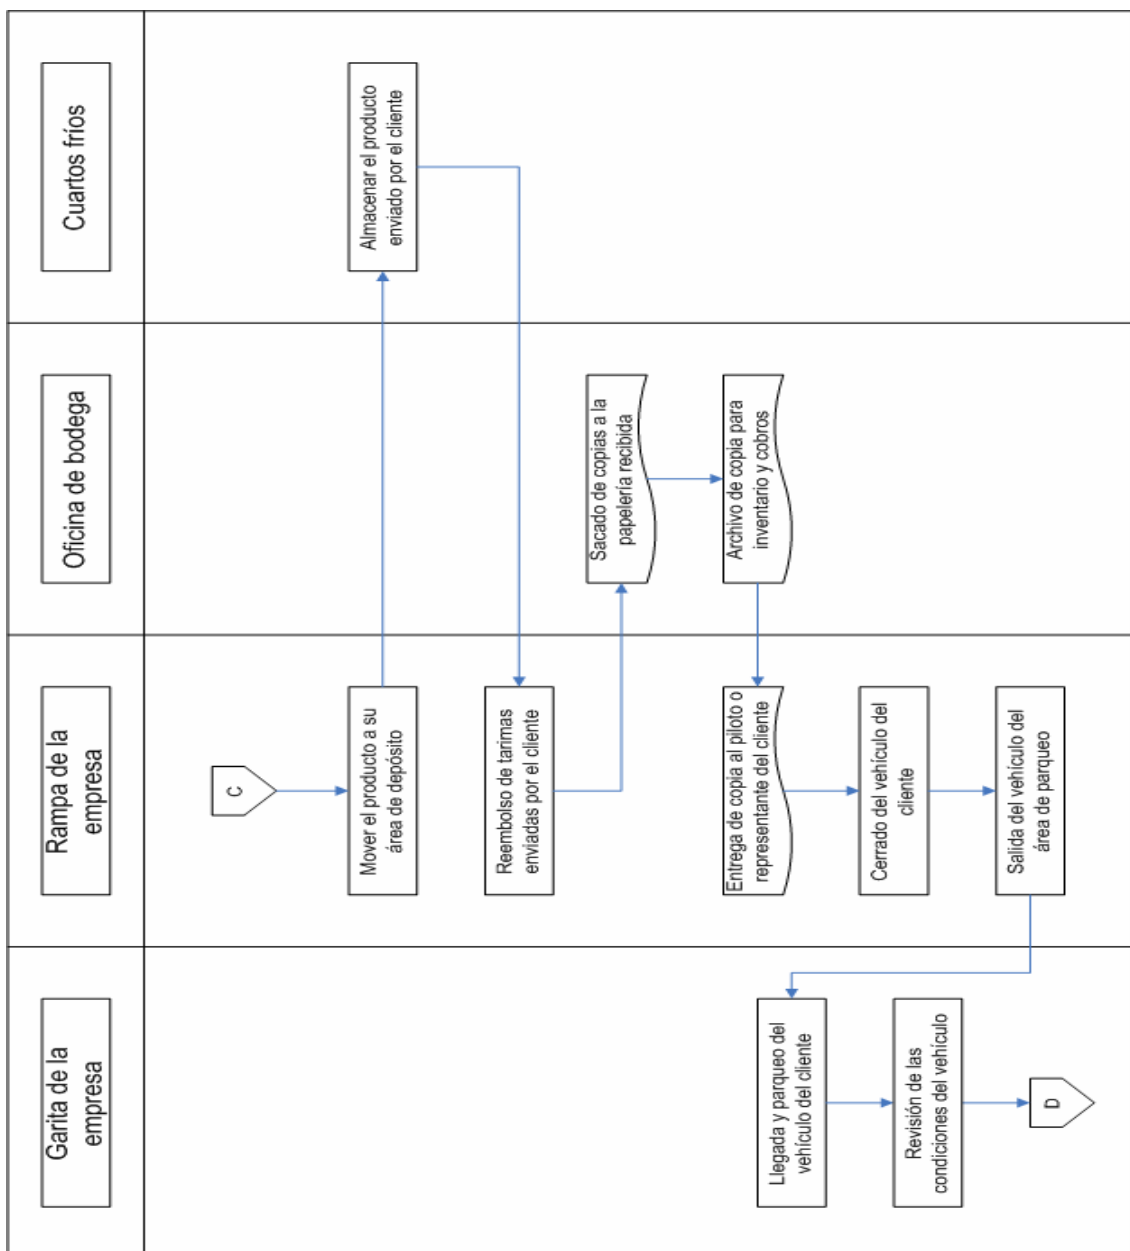 Garita de la
empresa
Rampa de la
empresa
Oficina de bodega
Cuartos fríos
C
Mover el producto a su
área de depósito
Almacenar el producto
enviado por el cliente
Reembolso de tarimas
enviadas por el cliente
Sacado de copias a la
papelería recibida
Archivo de copia para
inventario y cobros
Entrega de copia al piloto o
representante del cliente
Cerrado del vehículo del
cliente
Salida del vehículo del
área de parqueo
Llegada y parqueo del
vehículo del cliente
Revisión de las
condiciones del vehículo
D